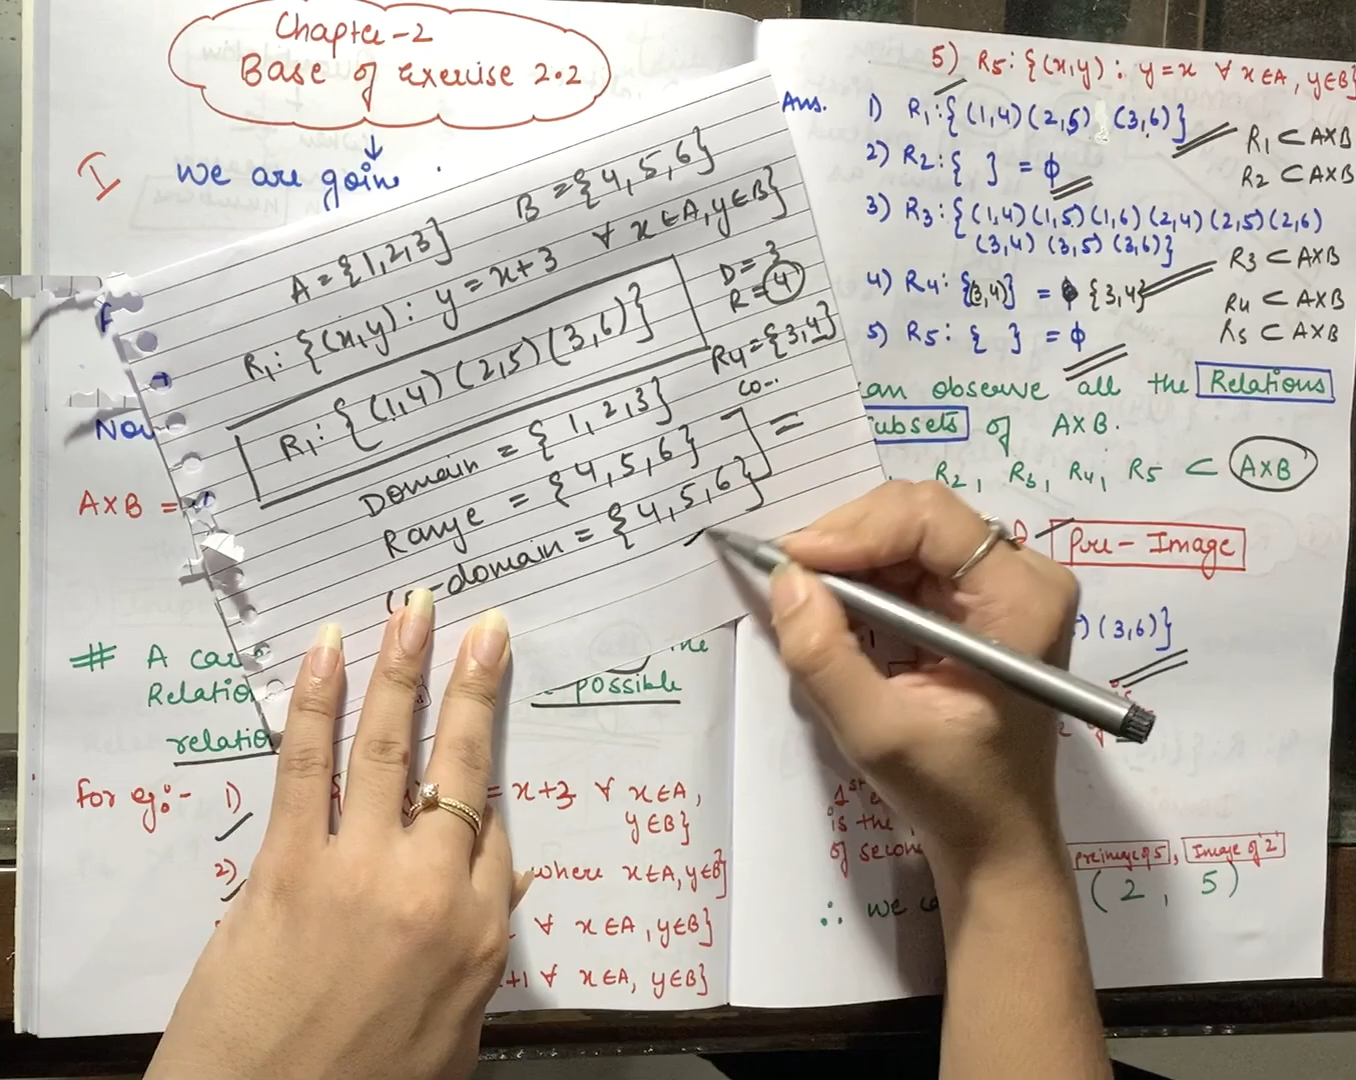 Chapte-2
Base of Exercise 2.2
I we are goin
A={1,2,3} B={4,5,6}
R1: {(x,y): y=x+3 ∀ x∈A, y∈B}
R1: {(1,4) (2,5) (3,6)}
D=3
R=4
R4={3,4}
co-
Domain = {1,2,3}
Range = {4,5,6}
co-domain = {4,5,6} =
A×B =
# A
Relatio
possible
relatio
For eg:- 1) = x+3 ∀ x∈A,
y∈B}
2) where x∈A, y∈B}
∀ x∈A, y∈B}
+1 ∀ x∈A, y∈B}
5) R5: {(x,y): y=x ∀ x∈A, y∈B}
Ans. 1) R1: {(1,4) (2,5) (3,6)} R1 ⊂ A×B
2) R2: { } = ϕ R2 ⊂ A×B
3) R3: {(1,4) (1,5) (1,6) (2,4) (2,5) (2,6)
(3,4) (3,5) (3,6)} R3 ⊂ A×B
4) R4: {(3,4)} = {3,4} R4 ⊂ A×B
5) R5: { } = ϕ R5 ⊂ A×B
an observe all the Relations
ubsets of A×B.
R2, R3, R4, R5 ⊂ A×B
Pre-Image
) (3,6)}
1st
is the
of secon
preimage of 5, Image of 2
∴ we (2, 5)